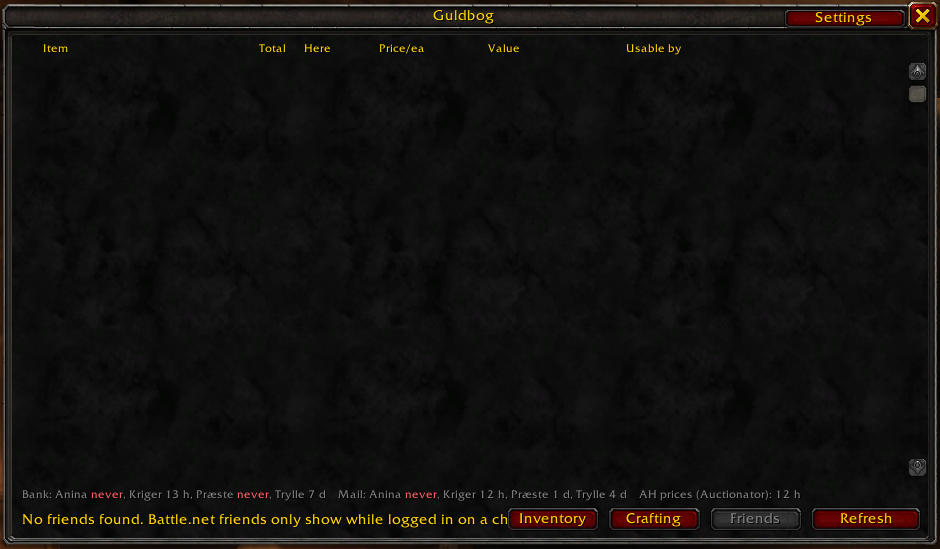 Guldbog
Settings
Item Total Here Price/ea Value Usable by
Bank: Anina never, Kriger 13 h, Præste never, Trylle 7 d Mail: Anina never, Kriger 12 h, Præste 1 d, Trylle 4 d AH prices (Auctionator): 12 h
No friends found. Battle.net friends only show while logged in on a ch
Inventory Crafting Friends Refresh